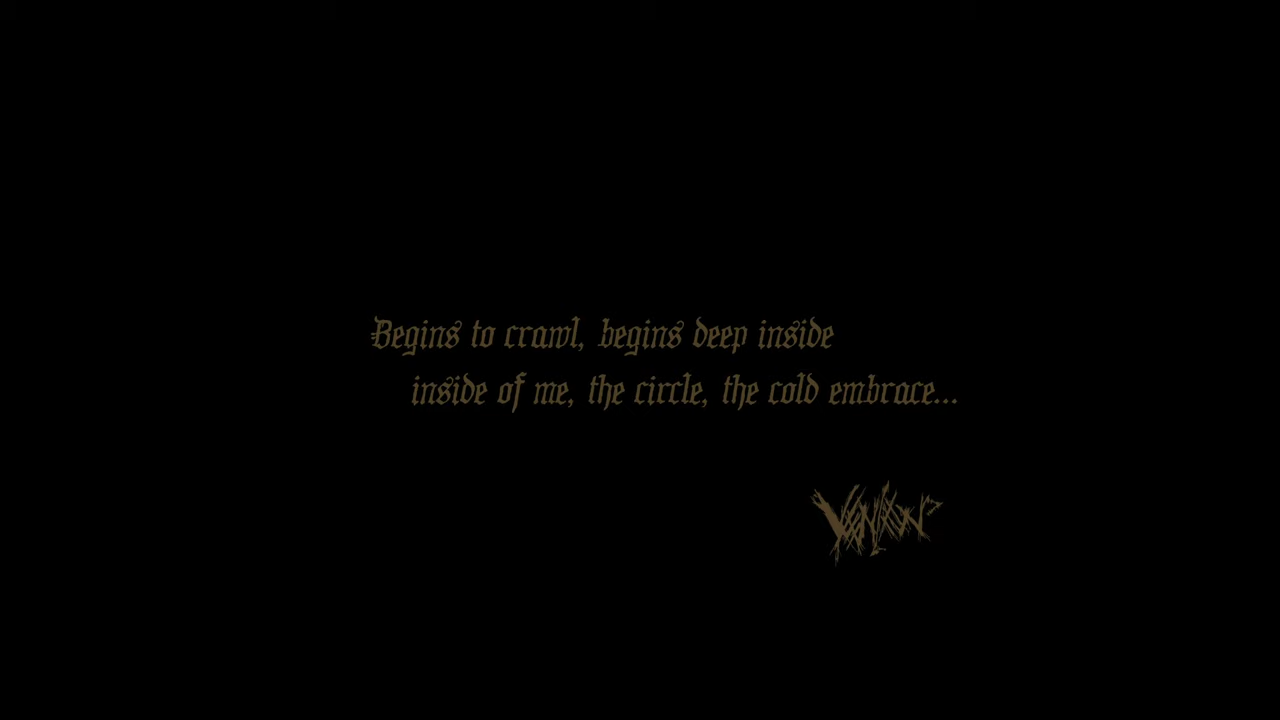 Begins to crawl, begins deep inside
inside of me, the circle, the cold embrace...